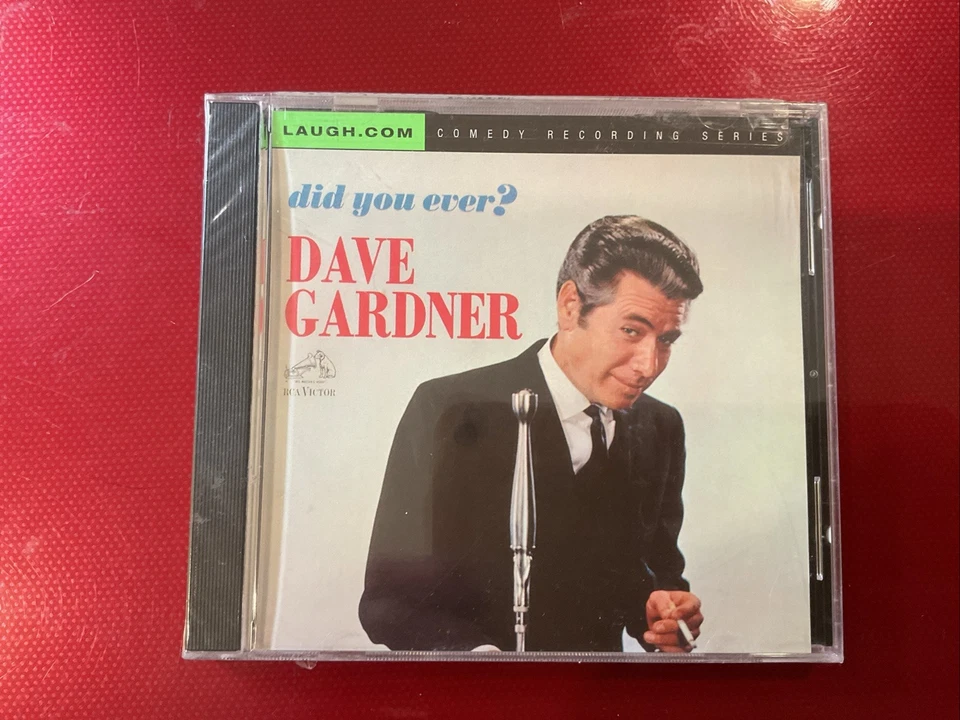 LAUGH.COM COMEDY RECORDING SERIES
did you ever?
DAVE
GARDNER
RCA VICTOR